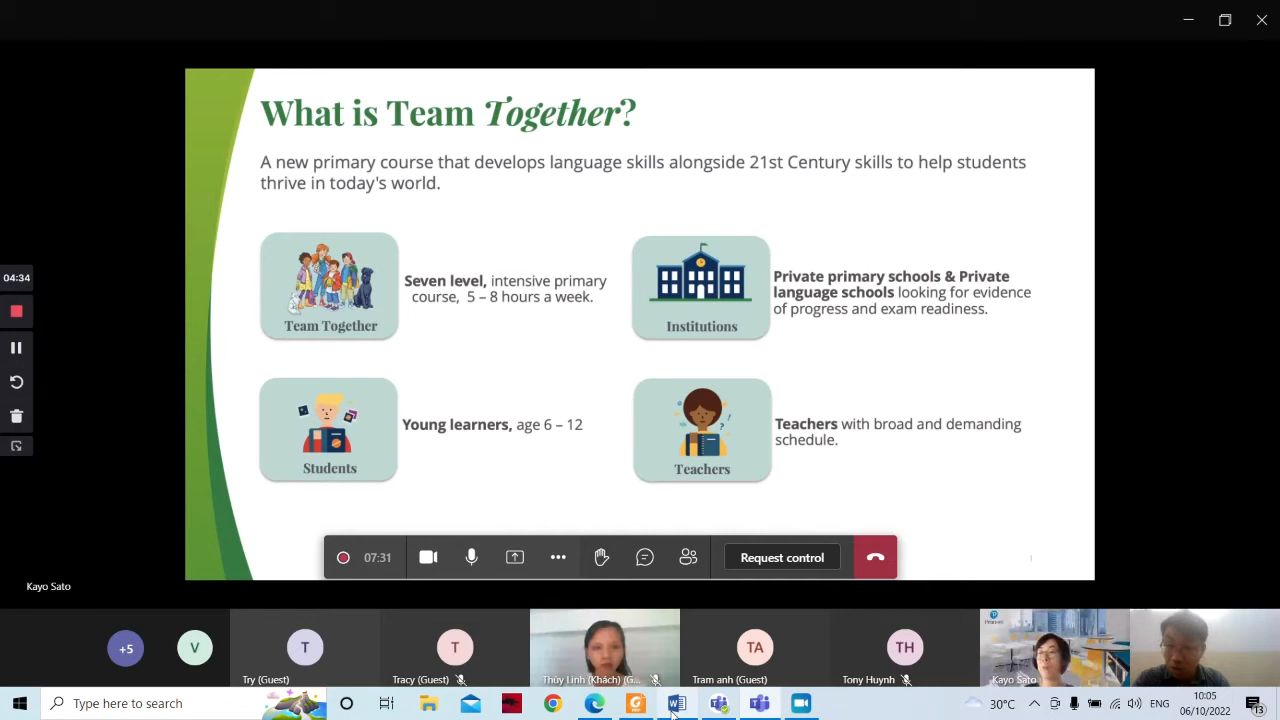 What is Team Together?
A new primary course that develops language skills alongside 21st Century skills to help students
thrive in today's world.
Team Together
Seven level, intensive primary
course, 5 – 8 hours a week.
Institutions
Private primary schools & Private
language schools looking for evidence
of progress and exam readiness.
Students
Young learners, age 6 – 12
Teachers
Teachers with broad and demanding
schedule.
04:34
07:31
Request control
Kayo Sato
+5
V
T
Try (Guest)
T
Tracy (Guest)
Thùy Linh (Khách) (G...
TA
Tram anh (Guest)
TH
Tony Huynh
Pearson
Kayo Sato
Type here to search
30°C
ENG
10:05
06/10/2022
13